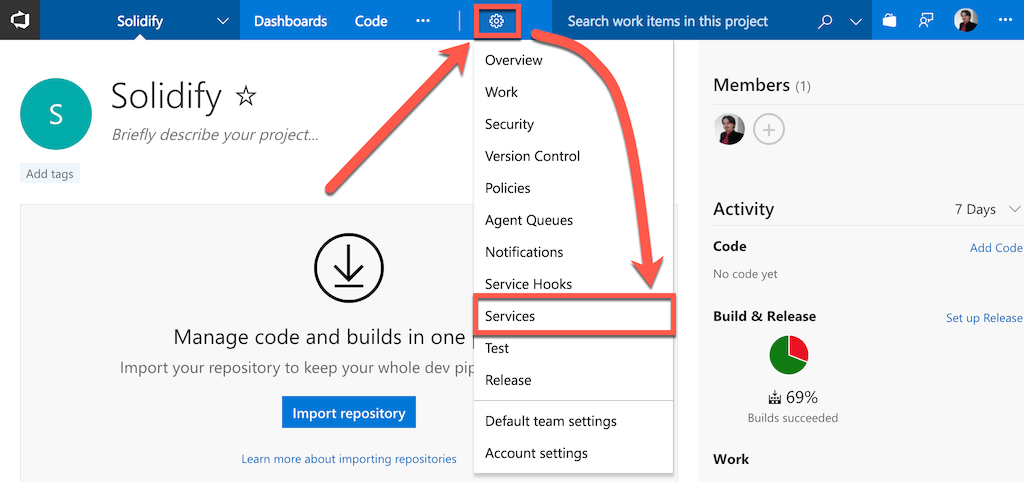 Solidify
Dashboards
Code
Search work items in this project
S
Solidify
Briefly describe your project...
Add tags
Manage code and builds in one
Import your repository to keep your whole dev pip
Import repository
Learn more about importing repositories
Overview
Work
Security
Version Control
Policies
Agent Queues
Notifications
Service Hooks
Services
Test
Release
Default team settings
Account settings
Members (1)
Activity
7 Days
Code
Add Code
No code yet
Build & Release
Set up Release
69%
Builds succeeded
Work